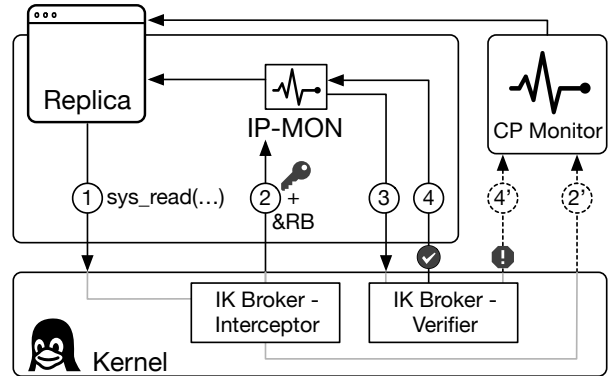 Replica
IP-MON
CP Monitor
1
sys_read(...)
2
+
&RB
3
4
4'
2'
IK Broker -
Interceptor
IK Broker -
Verifier
Kernel